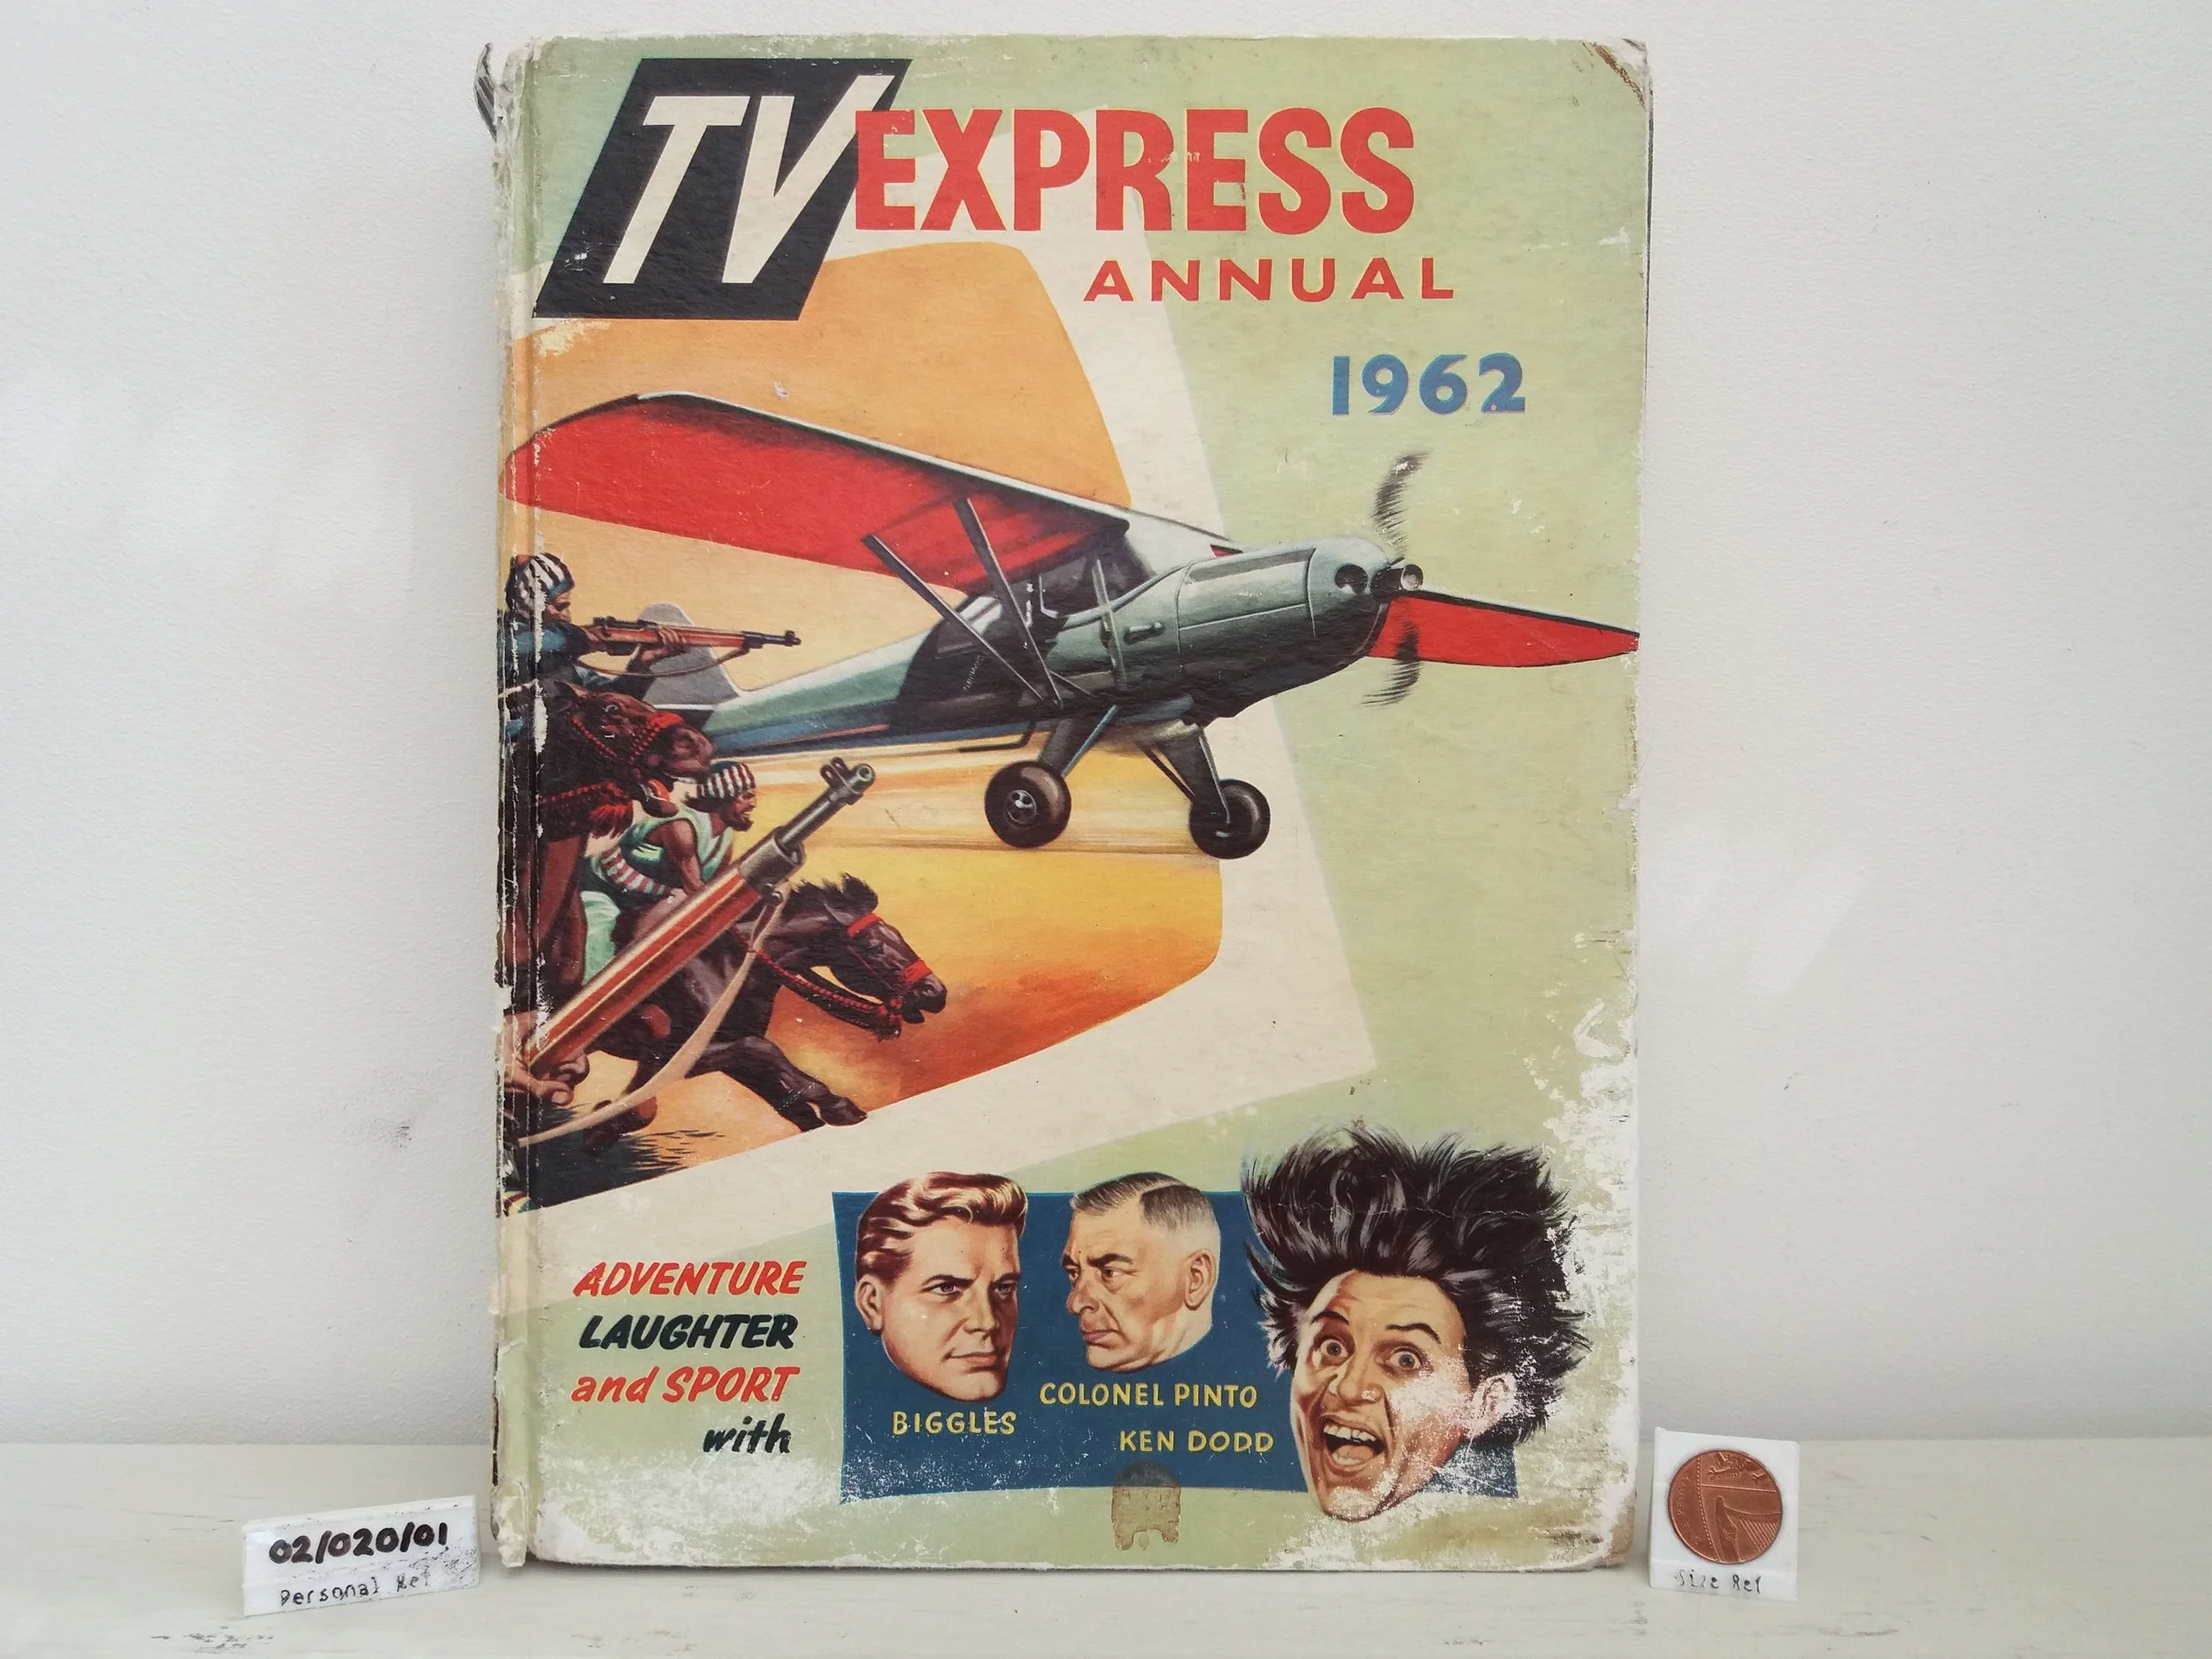 TV EXPRESS
ANNUAL
1962
ADVENTURE
LAUGHTER
and SPORT
with
BIGGLES
COLONEL PINTO
KEN DODD
02/020/01
Personal Ref
Size Ref